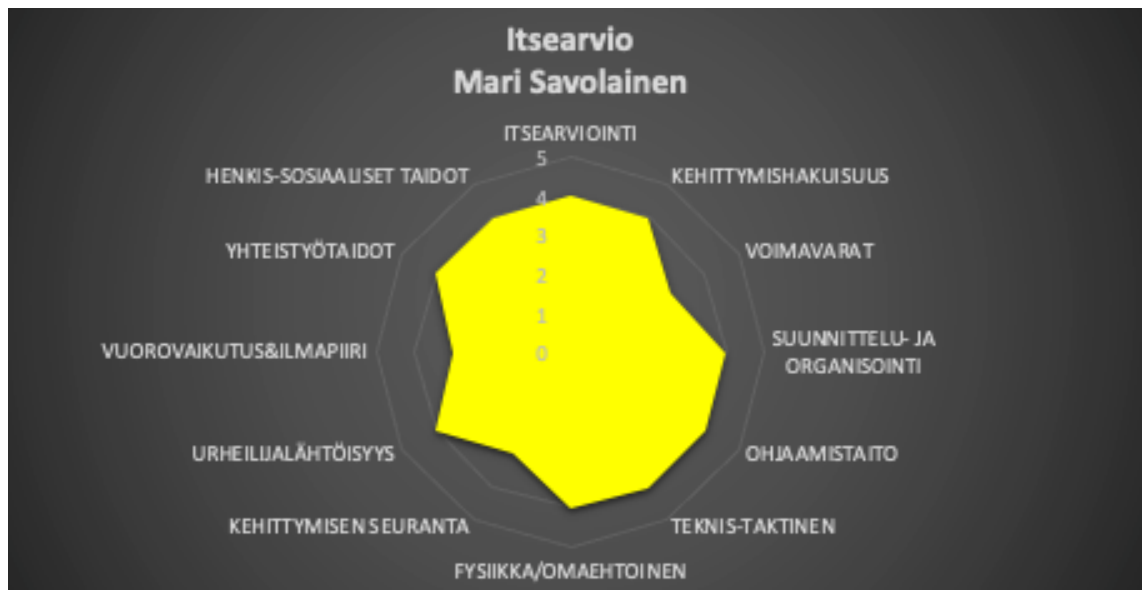 Itsearvio
Mari Savolainen
ITSEARVIOINTI
5
HENKIS-SOSIAALISET TAIDOT
KEHITTYMISHAKUISUUS
4
3
YHTEISTYÖTAIDOT
VOIMAVARAT
2
1
VUOROVAIKUTUS&ILMAPIIRI
0
SUUNNITTELU- JA
ORGANISOINTI
URHEILIJALÄHTÖISYYS
OHJAAMISTAITO
KEHITTYMISEN SEURANTA
TEKNIS-TAKTINEN
FYSIIKKA/OMAEHTOINEN